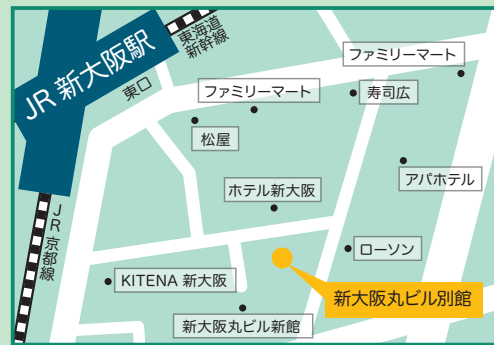 JR 新大阪駅
東海道
新幹線
東口
ファミリーマート
ファミリーマート
寿司広
松屋
アパホテル
ホテル新大阪
JR京都線
ローソン
KITENA 新大阪
新大阪丸ビル別館
新大阪丸ビル新館